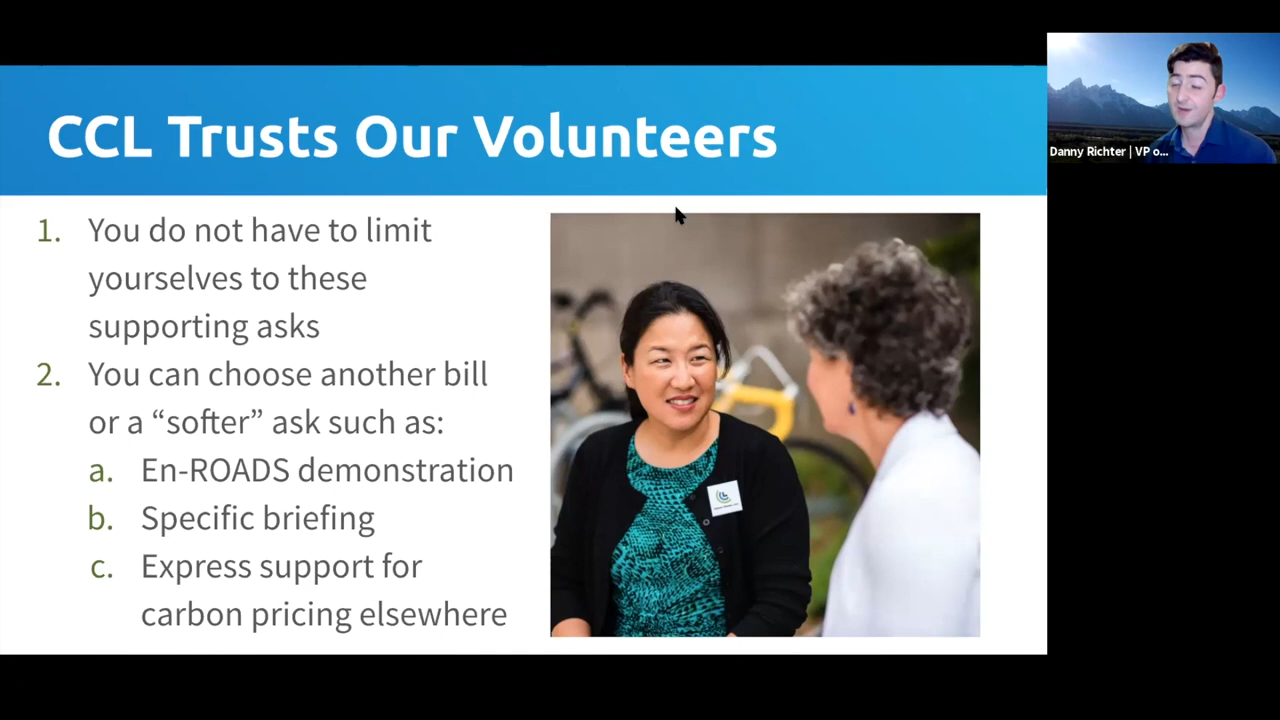 CCL Trusts Our Volunteers
1. You do not have to limit
yourselves to these
supporting asks
2. You can choose another bill
or a “softer” ask such as:
a. En-ROADS demonstration
b. Specific briefing
c. Express support for
carbon pricing elsewhere
Danny Richter | VP o...